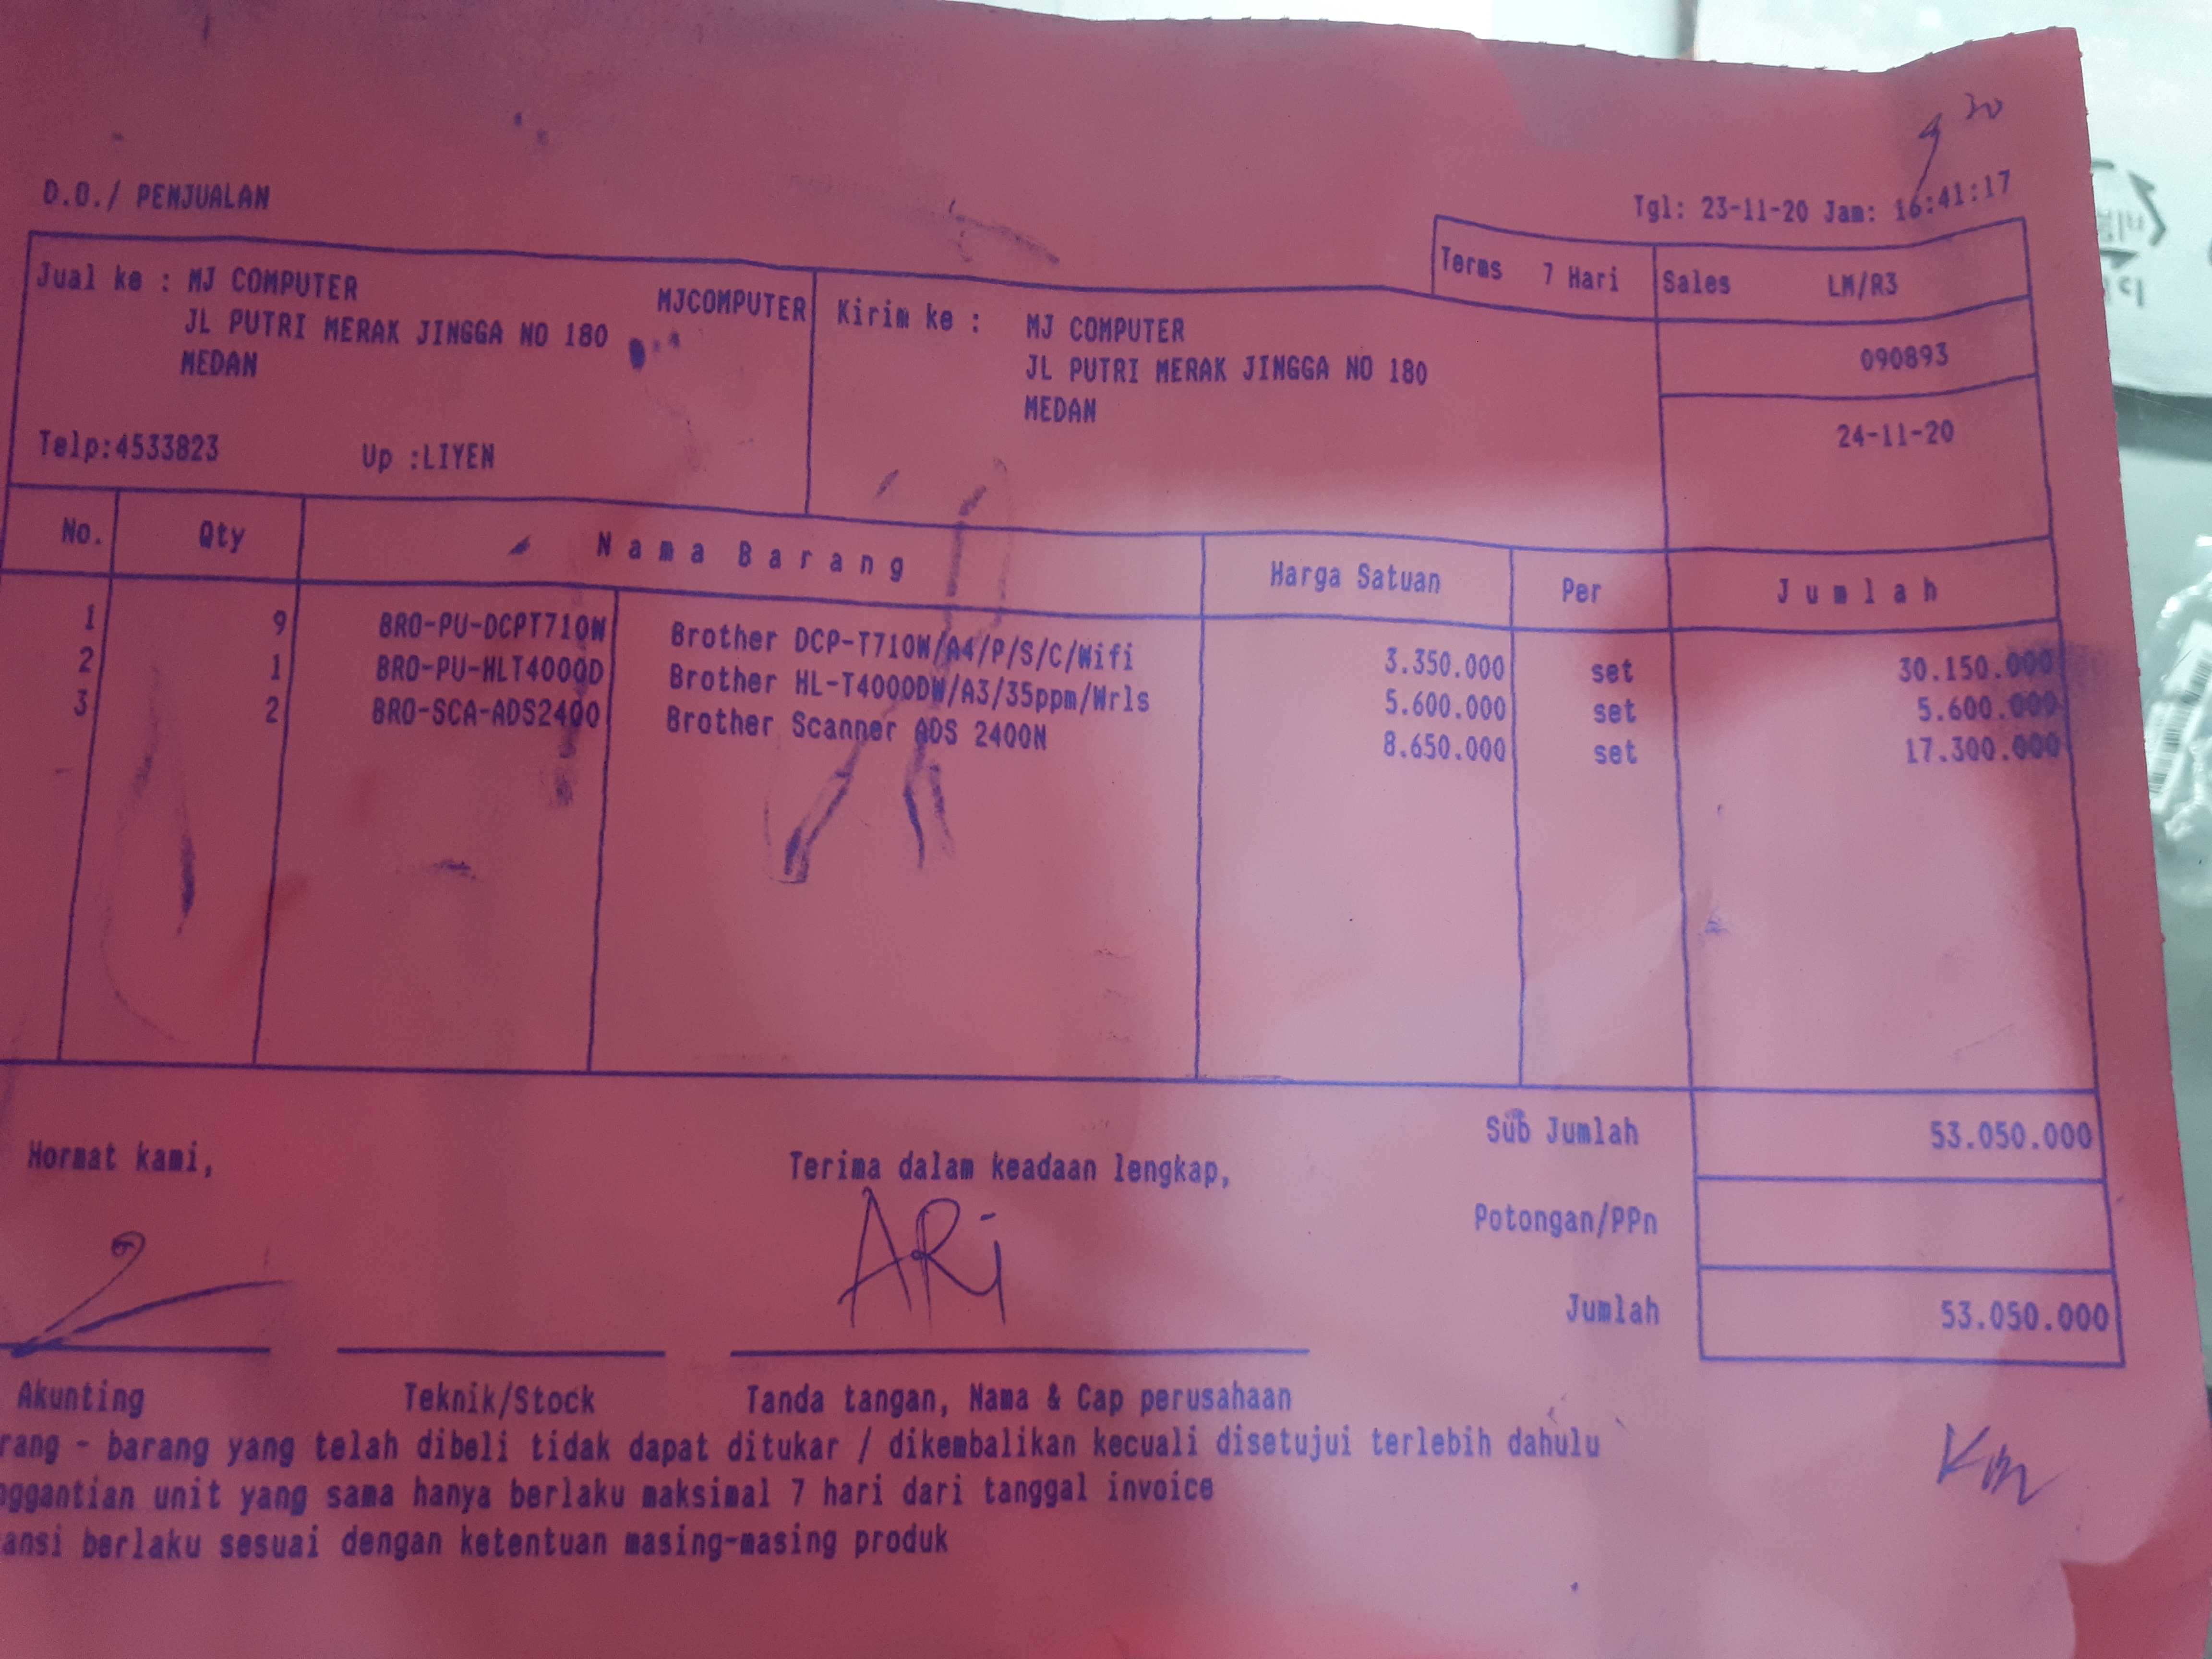 9 30
D.O./ PENJUALAN
Tgl: 23-11-20 Jam: 16:41:17
Terms 7 Hari Sales LM/R3
Jual ke : MJ COMPUTER MJCOMPUTER
JL PUTRI MERAK JINGGA NO 180
MEDAN
Telp:4533823 Up :LIYEN
Kirim ke : MJ COMPUTER
JL PUTRI MERAK JINGGA NO 180
MEDAN
090893
24-11-20
No. Qty Nama Barang Harga Satuan Per Jumlah
1 9 BRO-PU-DCPT710W Brother DCP-T710W/A4/P/S/C/Wifi 3.350.000 set 30.150.000
2 1 BRO-PU-HLT4000D Brother HL-T4000DW/A3/35ppm/Wrls 5.600.000 set 5.600.000
3 2 BRO-SCA-ADS2400 Brother Scanner ADS 2400N 8.650.000 set 17.300.000
Sub Jumlah 53.050.000
Potongan/PPn
Jumlah 53.050.000
Hormat kami,
Terima dalam keadaan lengkap,
ARi
Akunting Teknik/Stock Tanda tangan, Nama & Cap perusahaan
rang - barang yang telah dibeli tidak dapat ditukar / dikembalikan kecuali disetujui terlebih dahulu
nggantian unit yang sama hanya berlaku maksimal 7 hari dari tanggal invoice
ansi berlaku sesuai dengan ketentuan masing-masing produk